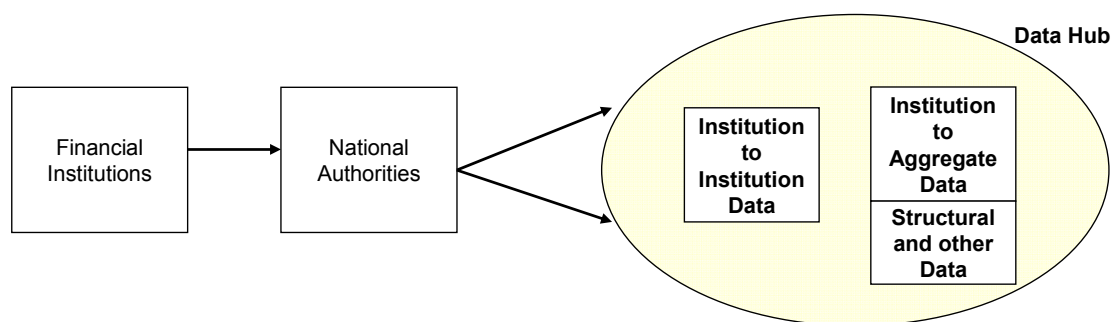 Data Hub
Financial
Institutions
National
Authorities
Institution
to
Institution
Data
Institution
to
Aggregate
Data
Structural
and other
Data